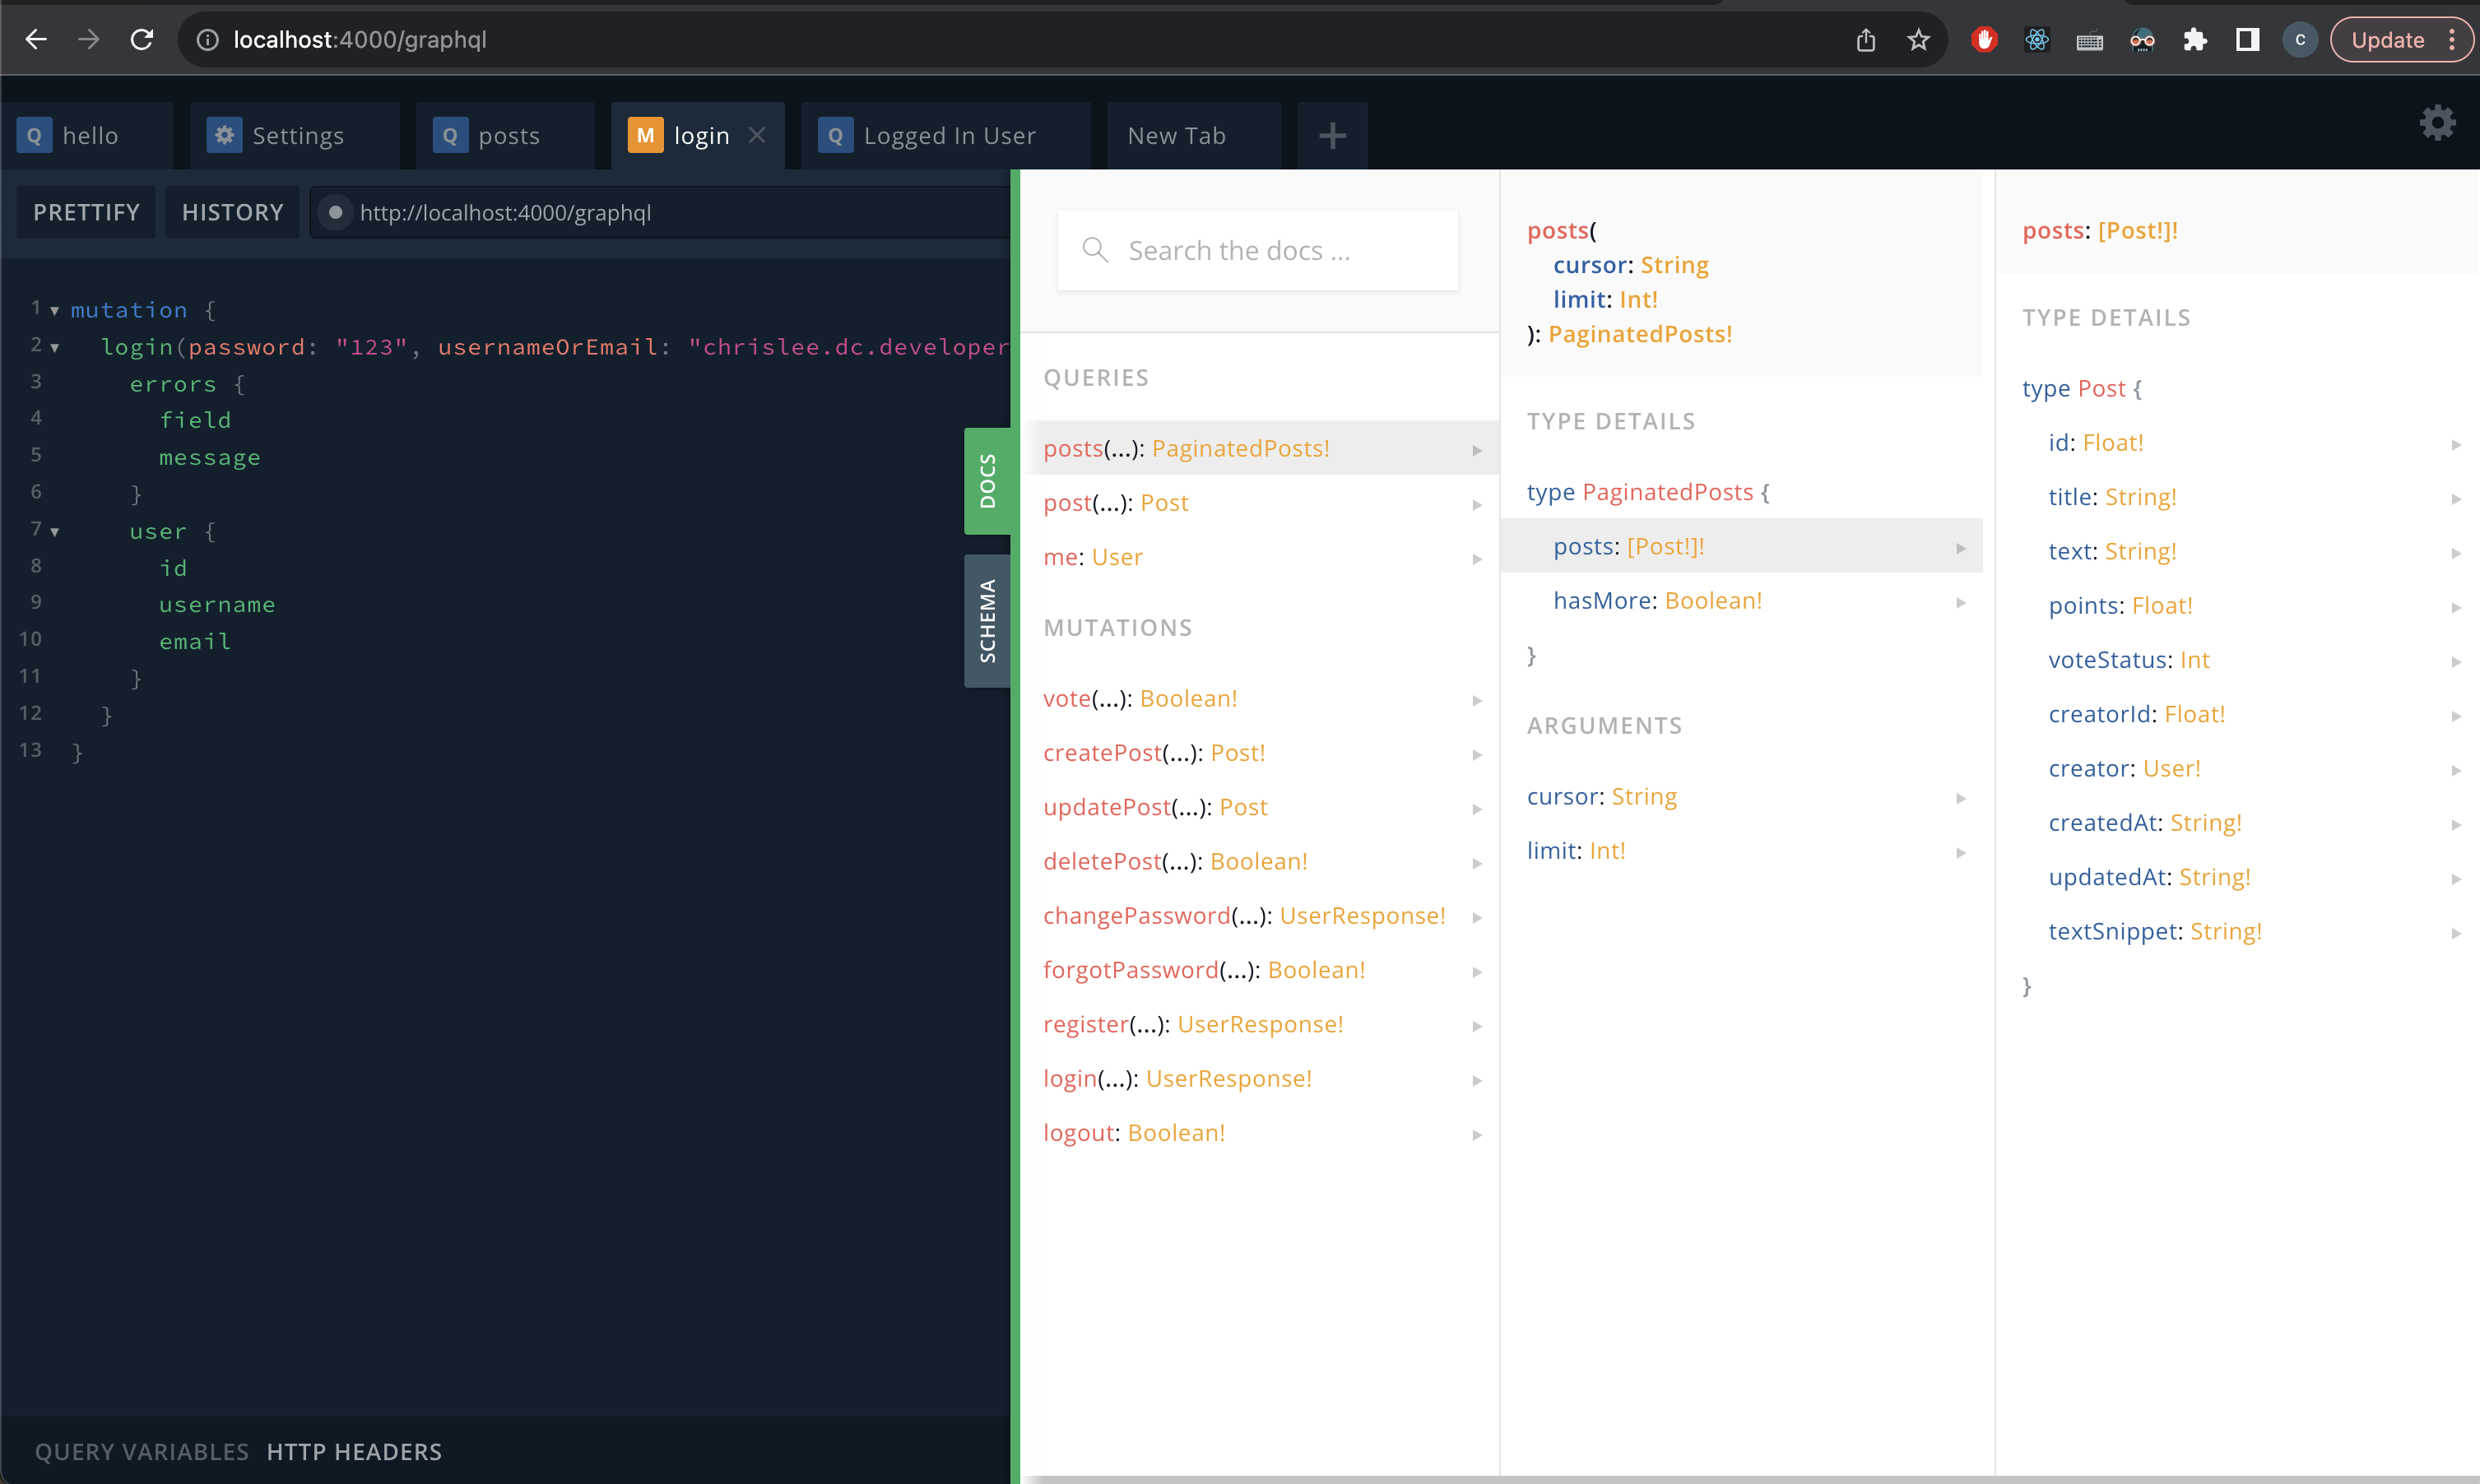 localhost:4000/graphql
C
Update
Q hello
Settings
Q posts
M login
Q Logged In User
New Tab
PRETTIFY
HISTORY
http://localhost:4000/graphql
1 mutation {
2 login(password: "123", usernameOrEmail: "chrislee.dc.developer
3 errors {
4 field
5 message
6 }
7 user {
8 id
9 username
10 email
11 }
12 }
13 }
QUERY VARIABLES HTTP HEADERS
DOCS
SCHEMA
Search the docs ...
QUERIES
posts(...): PaginatedPosts!
post(...): Post
me: User
MUTATIONS
vote(...): Boolean!
createPost(...): Post!
updatePost(...): Post
deletePost(...): Boolean!
changePassword(...): UserResponse!
forgotPassword(...): Boolean!
register(...): UserResponse!
login(...): UserResponse!
logout: Boolean!
posts(
cursor: String
limit: Int!
): PaginatedPosts!
TYPE DETAILS
type PaginatedPosts {
posts: [Post!]!
hasMore: Boolean!
}
ARGUMENTS
cursor: String
limit: Int!
posts: [Post!]!
TYPE DETAILS
type Post {
id: Float!
title: String!
text: String!
points: Float!
voteStatus: Int
creatorId: Float!
creator: User!
createdAt: String!
updatedAt: String!
textSnippet: String!
}